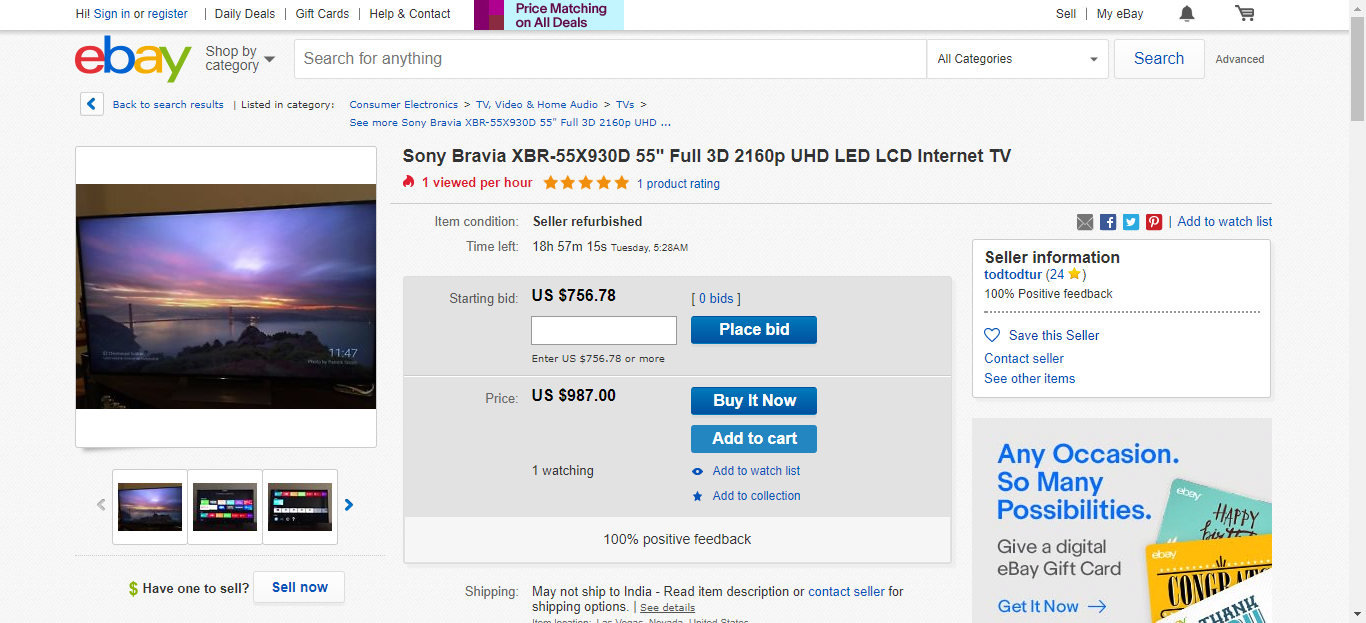 Hi! Sign in or register | Daily Deals | Gift Cards | Help & Contact
Price Matching
on All Deals
Sell | My eBay
ebay
Shop by
category
Search for anything
All Categories
Search
Advanced
Back to search results | Listed in category: Consumer Electronics > TV, Video & Home Audio > TVs >
See more Sony Bravia XBR-55X930D 55" Full 3D 2160p UHD ...
Sony Bravia XBR-55X930D 55" Full 3D 2160p UHD LED LCD Internet TV
1 viewed per hour
1 product rating
Item condition: Seller refurbished
Time left: 18h 57m 15s Tuesday, 5:28AM
| Add to watch list
Starting bid: US $756.78 [ 0 bids ]
Place bid
Enter US $756.78 or more
Price: US $987.00
Buy It Now
Add to cart
1 watching
Add to watch list
Add to collection
100% positive feedback
Shipping: May not ship to India - Read item description or contact seller for
shipping options. | See details
Item location: Las Vegas, Nevada, United States
11:47
$ Have one to sell? Sell now
Seller information
todtodtur (24 )
100% Positive feedback
Save this Seller
Contact seller
See other items
Any Occasion.
So Many
Possibilities.
Give a digital
eBay Gift Card
Get It Now
ebay
HAPPY
birthday
ebay
CONGRATS
THANK